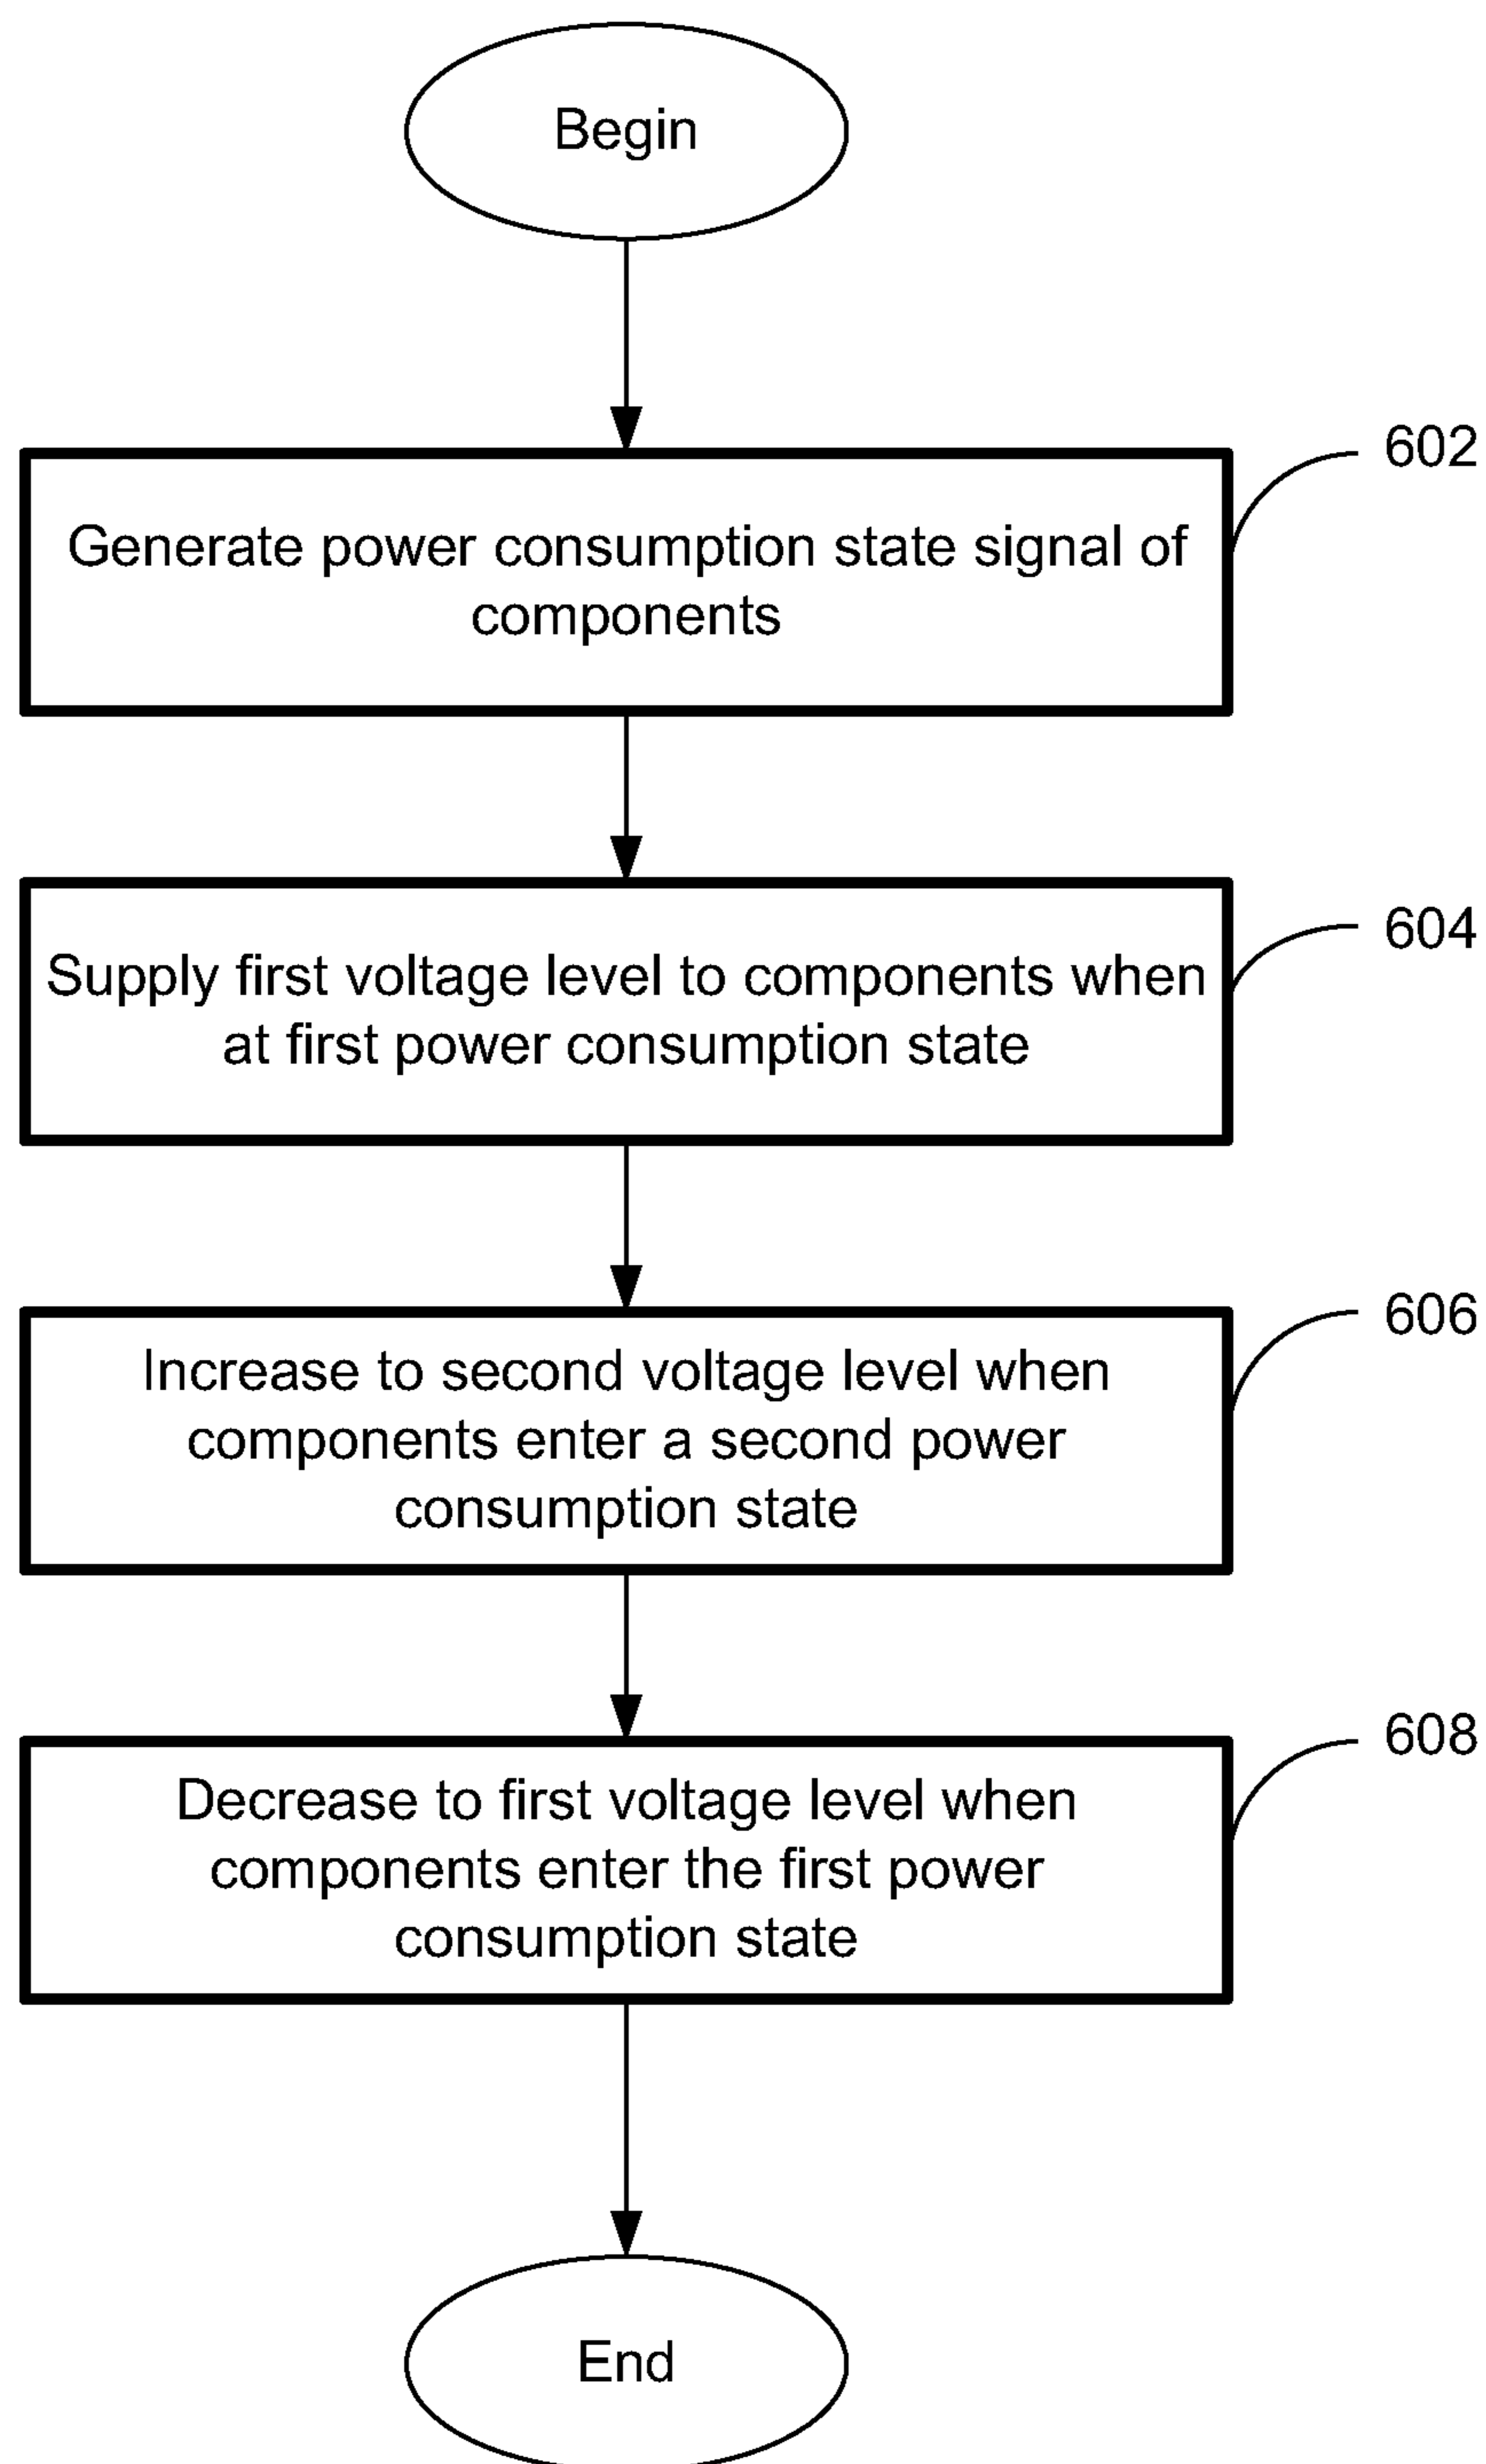 Begin
602
Generate power consumption state signal of
components
604
Supply first voltage level to components when
at first power consumption state
606
Increase to second voltage level when
components enter a second power
consumption state
608
Decrease to first voltage level when
components enter the first power
consumption state
End